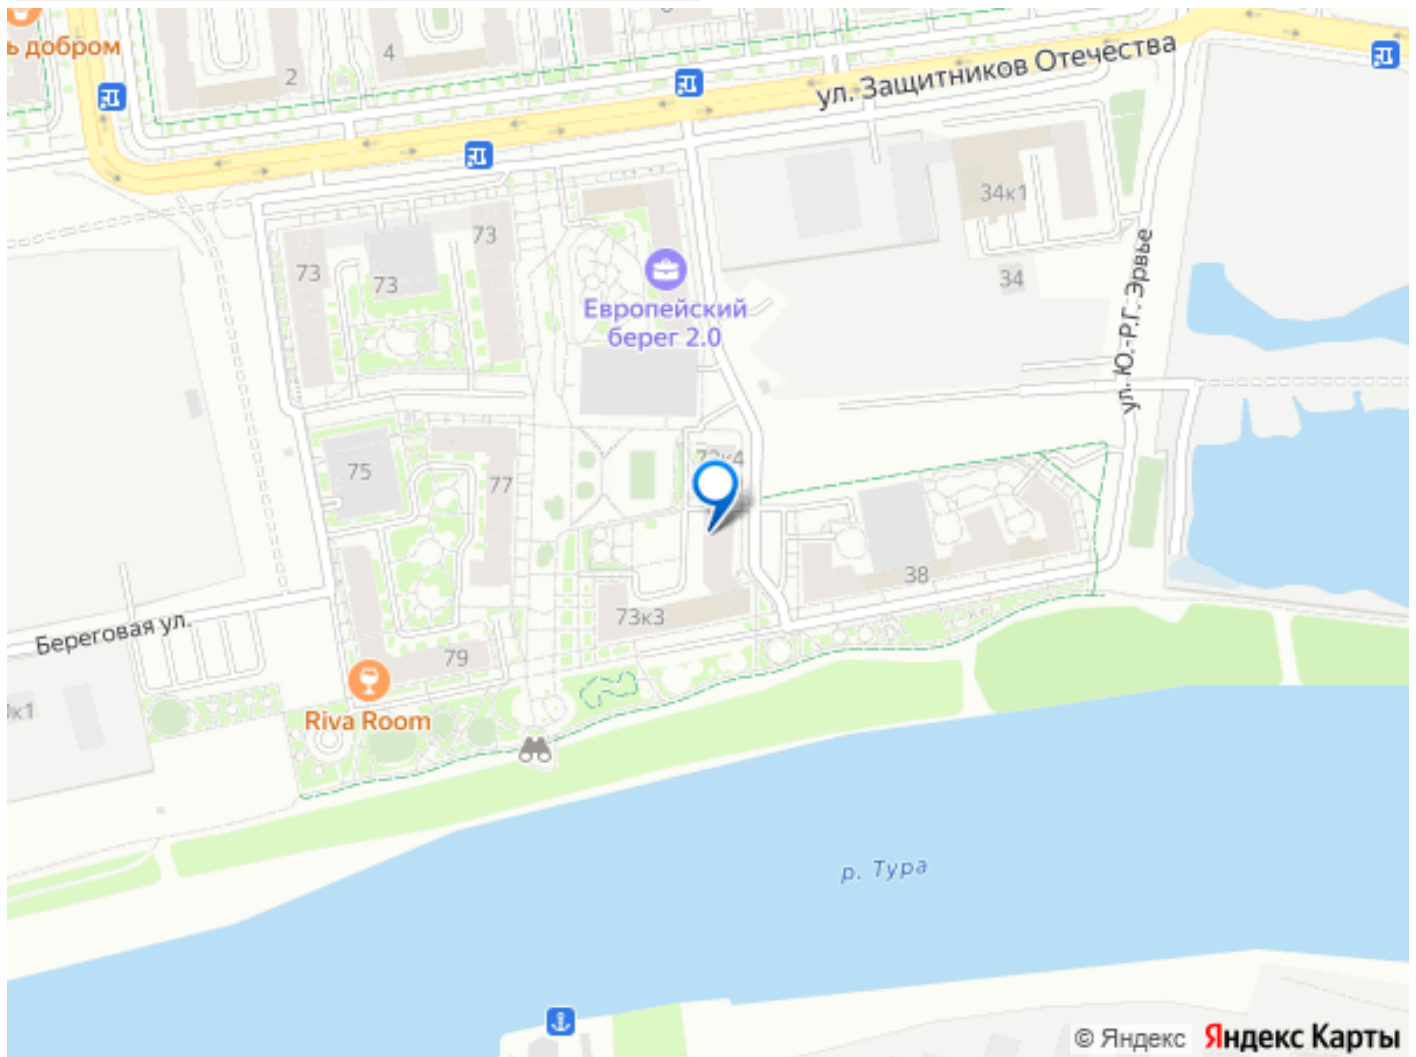 ь добром
4
2
ул. Защитников Отечества
34к1
73
73
73
34
Европейский
берег 2.0
ул. Ю.-Р.Г. Эрвье
75
77
38
73к3
Береговая ул.
79
Riva Room
р. Тура
© Яндекс
Яндекс Карты